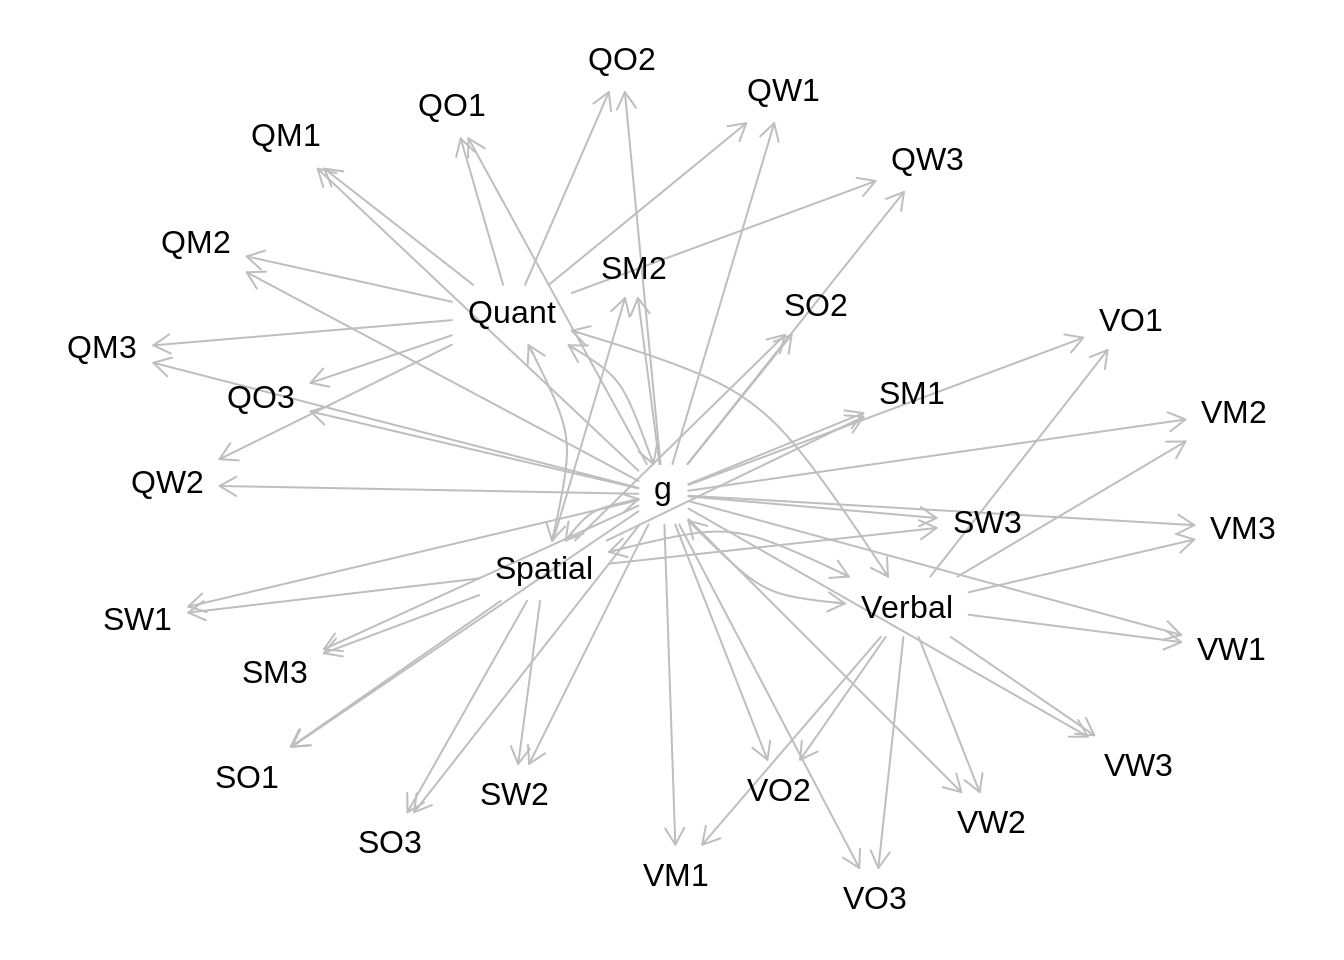 QO2
QW1
QO1
QM1
QW3
QM2
SM2
SO2
Quant
VO1
QM3
SM1
QO3
VM2
QW2
g
SW3
VM3
Spatial
Verbal
SW1
VW1
SM3
VW3
SO1
VO2
SW2
VW2
SO3
VM1
VO3